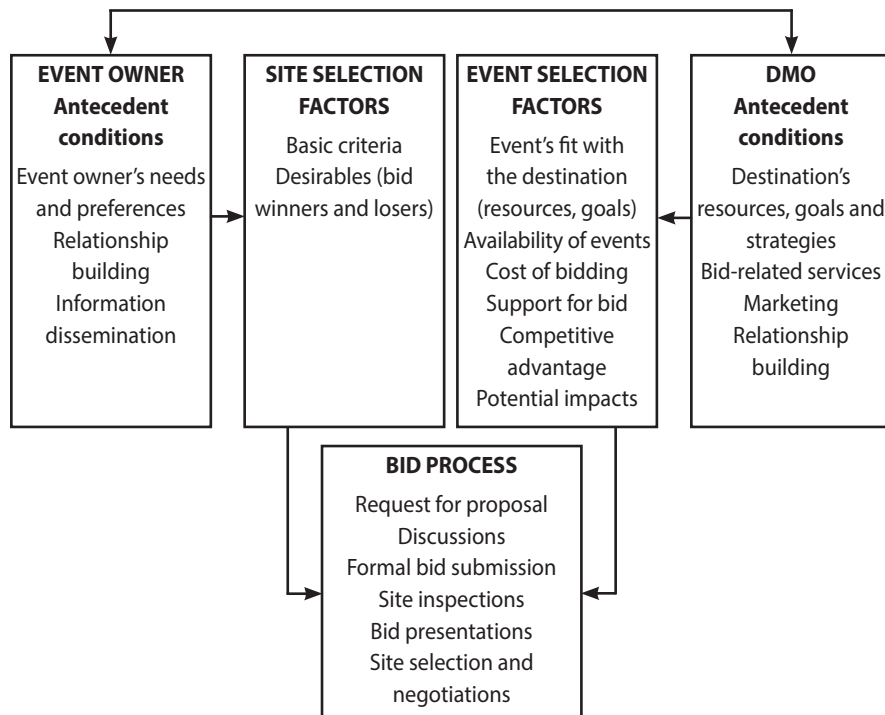 EVENT OWNER
Antecedent
conditions
Event owner's needs
and preferences
Relationship
building
Information
dissemination
SITE SELECTION
FACTORS
Basic criteria
Desirables (bid
winners and losers)
EVENT SELECTION
FACTORS
Event's fit with
the destination
(resources, goals)
Availability of events
Cost of bidding
Support for bid
Competitive
advantage
Potential impacts
DMO
Antecedent
conditions
Destination's
resources, goals and
strategies
Bid-related services
Marketing
Relationship
building
BID PROCESS
Request for proposal
Discussions
Formal bid submission
Site inspections
Bid presentations
Site selection and
negotiations